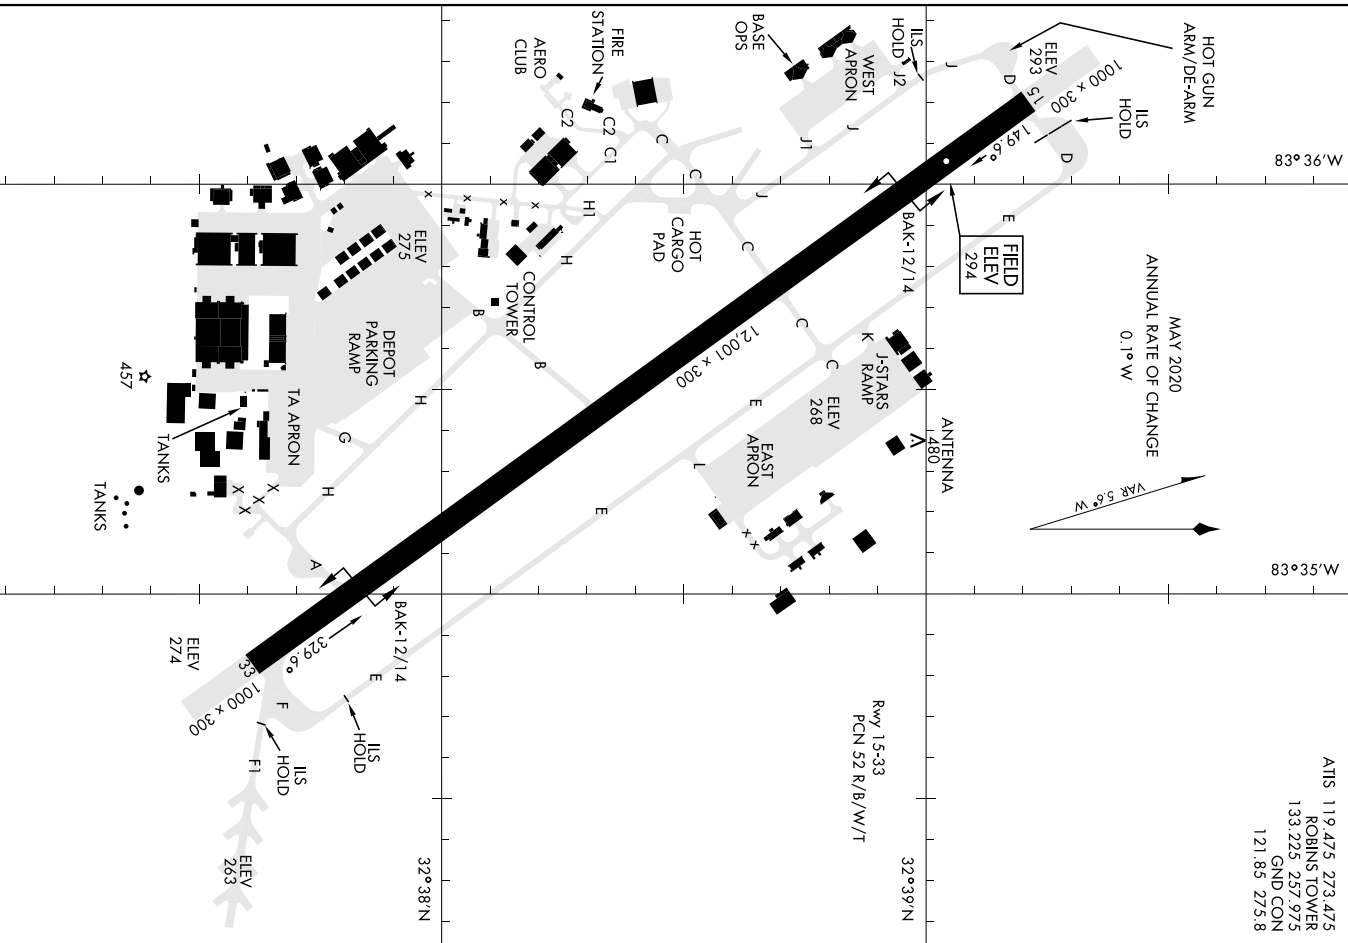 ATIS 119.475 273.475
ROBINS TOWER
133.225 257.975
GND CON
121.85 275.8
83°36'W
83°35'W
32°39'N
32°38'N
HOT GUN
ARM/DE-ARM
ILS
HOLD
ELEV
293
1000 x 300
15
149.6°
D
D
J
ILS
HOLD
J2
WEST
APRON
J
J1
BASE
OPS
FIRE
STATION
AERO
CLUB
C2
C2
C1
C
C
J
C
HOT
CARGO
PAD
H1
H
CONTROL
TOWER
B
B
BAK-12/14
FIELD
ELEV
294
E
MAY 2020
ANNUAL RATE OF CHANGE
0.1°W
VAR 5.6°W
12,001 x 300
C
C
K
J-STARS
RAMP
ELEV
268
E
EAST
APRON
L
ANTENNA
480
E
x
x
ELEV
275
x
x
x
x
DEPOT
PARKING
RAMP
H
G
H
TA APRON
457
TANKS
TANKS
X
X
X
X
A
BAK-12/14
329.6°
33
ELEV
274
1000 x 300
E
F
F1
ILS
HOLD
ILS
HOLD
ELEV
263
Rwy 15-33
PCN 52 R/B/W/T